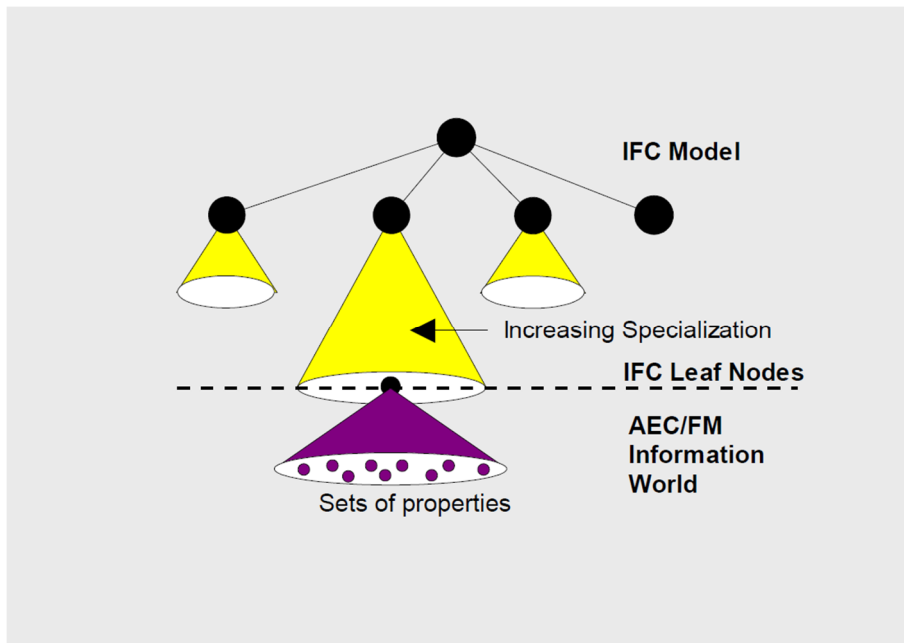 IFC Model
Increasing Specialization
IFC Leaf Nodes
AEC/FM
Information
World
Sets of properties